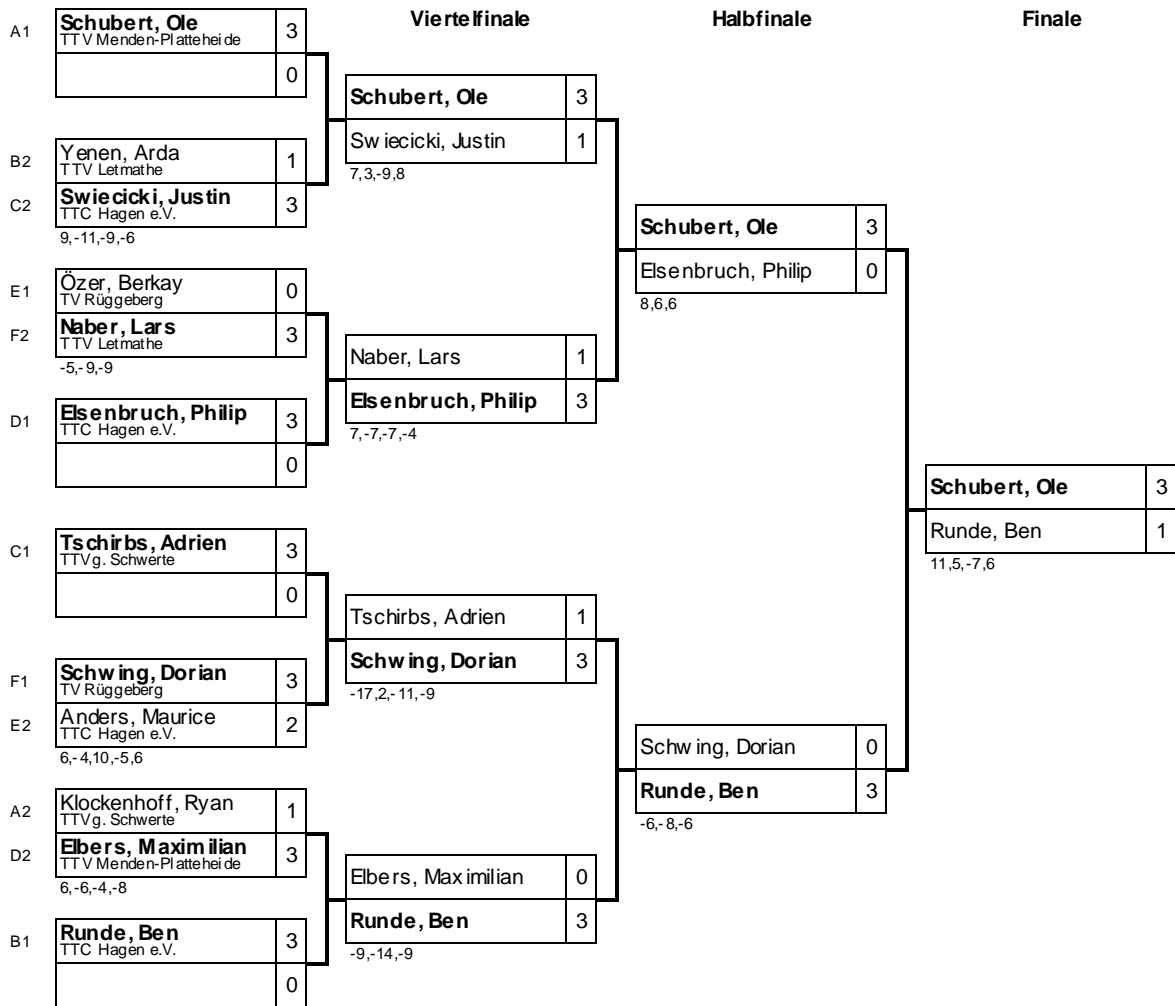 Viertelfinale Halbfinale Finale
A1 Schubert, Ole 3
TTV Menden-Platteheide
0
B2 Yenen, Arda 1
TTV Letmathe
C2 Swiecicki, Justin 3
TTC Hagen e.V.
9,-11,-9,-6
E1 Özer, Berkay 0
TV Rüggeberg
F2 Naber, Lars 3
TTV Letmathe
-5,-9,-9
D1 Elsenbruch, Philip 3
TTC Hagen e.V.
0
C1 Tschirbs, Adrien 3
TTVg. Schwerte
0
F1 Schwing, Dorian 3
TV Rüggeberg
E2 Anders, Maurice 2
TTC Hagen e.V.
6,-4,10,-5,6
A2 Klockenhoff, Ryan 1
TTVg. Schwerte
D2 Elbers, Maximilian 3
TTV Menden-Platteheide
6,-6,-4,-8
B1 Runde, Ben 3
TTC Hagen e.V.
0
Schubert, Ole 3
Swiecicki, Justin 1
7,3,-9,8
Naber, Lars 1
Elsenbruch, Philip 3
7,-7,-7,-4
Tschirbs, Adrien 1
Schwing, Dorian 3
-17,2,-11,-9
Elbers, Maximilian 0
Runde, Ben 3
-9,-14,-9
Schubert, Ole 3
Elsenbruch, Philip 0
8,6,6
Schwing, Dorian 0
Runde, Ben 3
-6,-8,-6
Schubert, Ole 3
Runde, Ben 1
11,5,-7,6